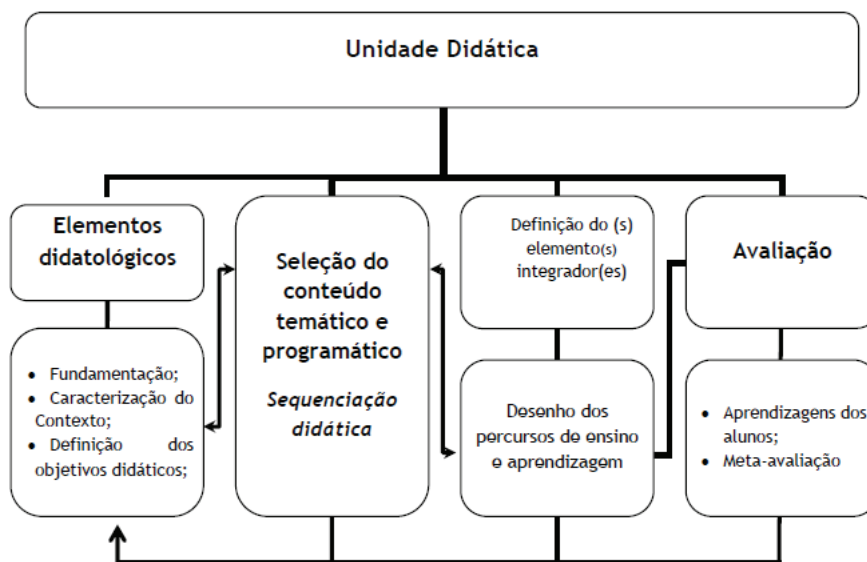 Unidade Didática
Elementos
didatológicos
• Fundamentação;
• Caracterização do
Contexto;
• Definição dos
objetivos didáticos;
Seleção do
conteúdo
temático e
programático
Sequenciação
didática
Definição do (s)
elemento(s)
integrador(es)
Desenho dos
percursos de ensino
e aprendizagem
Avaliação
• Aprendizagens dos
alunos;
• Meta-avaliação